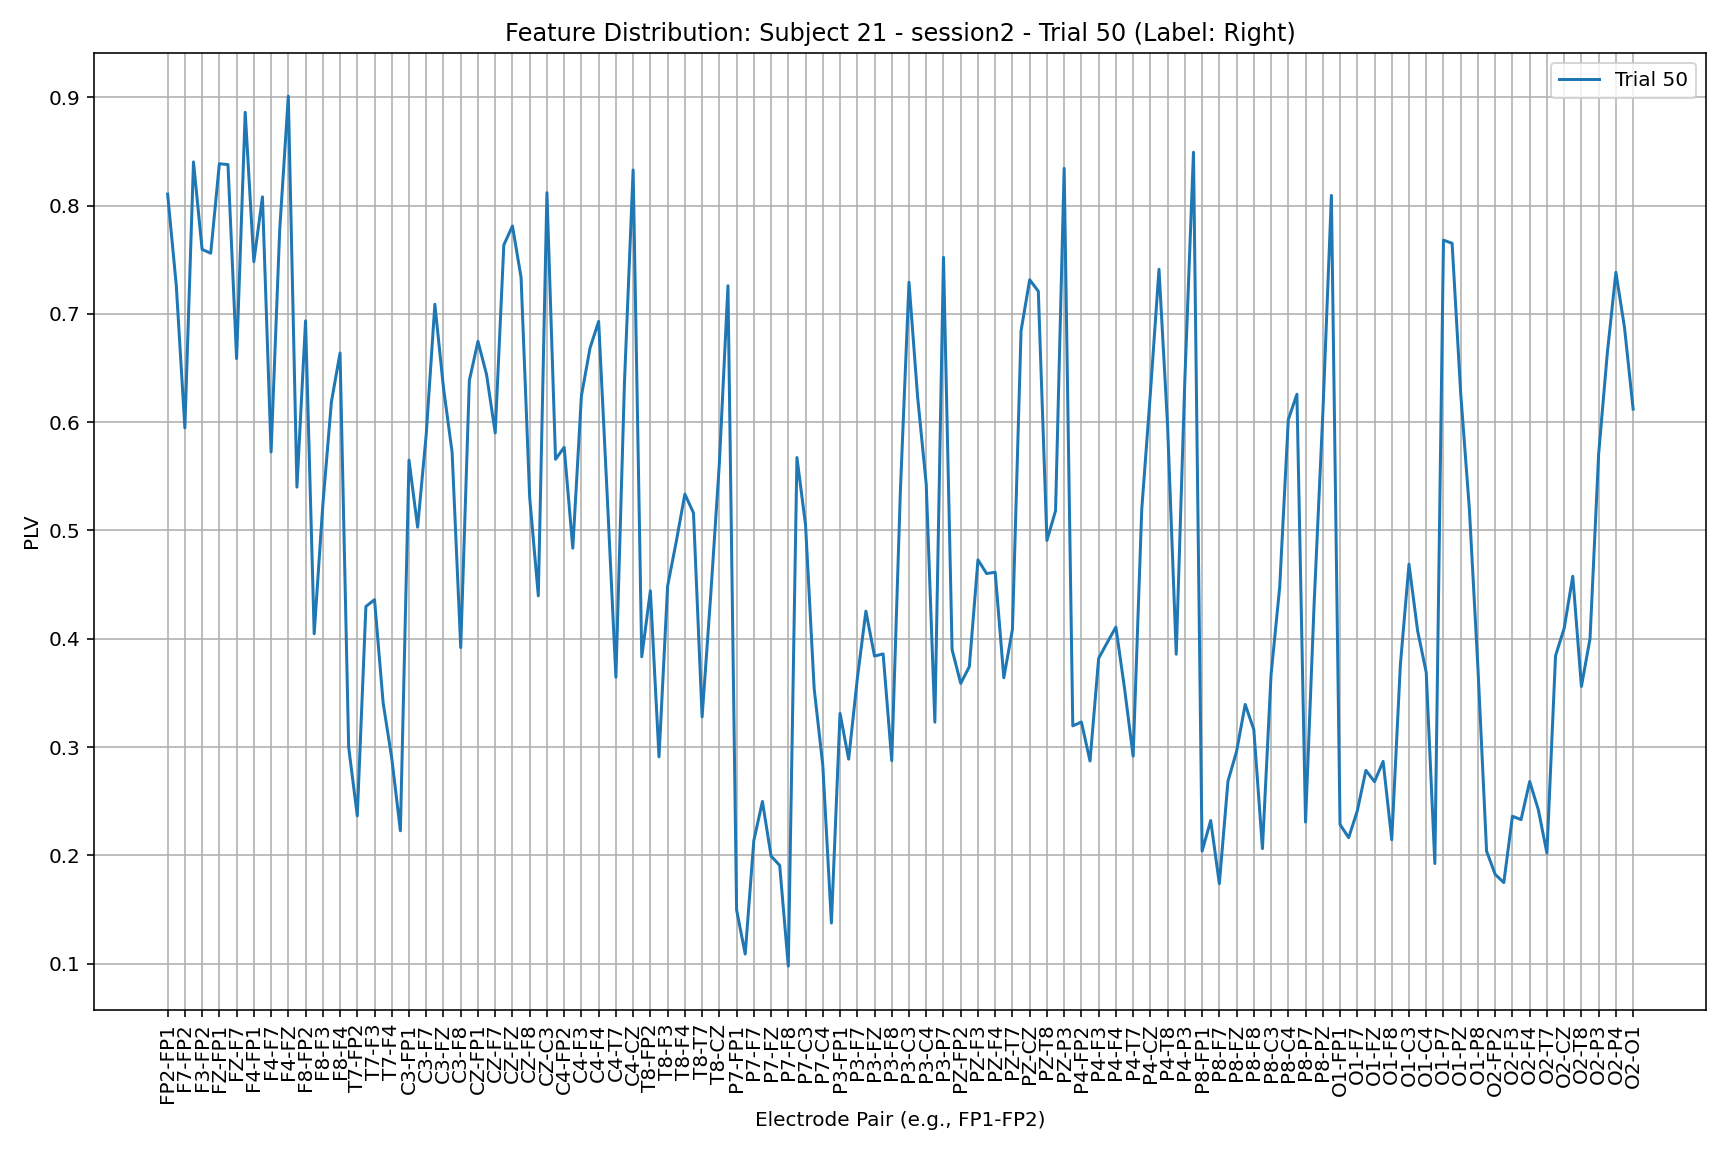 Feature Distribution: Subject 21 - session2 - Trial 50 (Label: Right)
Trial 50
PLV
0.9
0.8
0.7
0.6
0.5
0.4
0.3
0.2
0.1
FP2-FP1
F7-FP2
F3-FP2
FZ-FP1
FZ-F7
F4-FP1
F4-F7
F4-FZ
F8-FP2
F8-F3
F8-F4
T7-FP2
T7-F3
T7-F4
C3-FP1
C3-F7
C3-FZ
C3-F8
CZ-FP1
CZ-F7
CZ-FZ
CZ-F8
CZ-C3
C4-FP2
C4-F3
C4-F4
C4-T7
C4-CZ
T8-FP2
T8-F3
T8-F4
T8-T7
T8-CZ
P7-FP1
P7-F7
P7-FZ
P7-F8
P7-C3
P7-C4
P3-FP1
P3-F7
P3-FZ
P3-F8
P3-C3
P3-C4
P3-P7
PZ-FP2
PZ-F3
PZ-F4
PZ-T7
PZ-CZ
PZ-T8
PZ-P3
P4-FP2
P4-F3
P4-F4
P4-T7
P4-CZ
P4-T8
P4-P3
P8-FP1
P8-F7
P8-FZ
P8-F8
P8-C3
P8-C4
P8-P7
P8-PZ
O1-FP1
O1-F7
O1-FZ
O1-F8
O1-C3
O1-C4
O1-P7
O1-PZ
O1-P8
O2-FP2
O2-F3
O2-F4
O2-T7
O2-CZ
O2-T8
O2-P3
O2-P4
O2-O1
Electrode Pair (e.g., FP1-FP2)